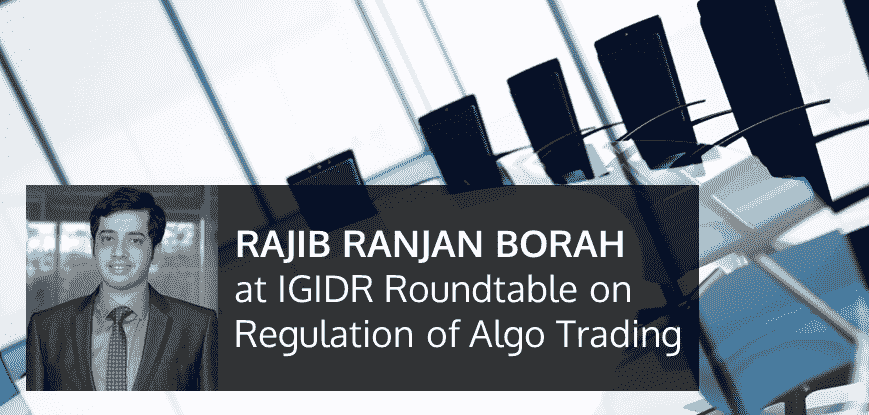 RAJIB RANJAN BORAH
at IGIDR Roundtable on
Regulation of Algo Trading